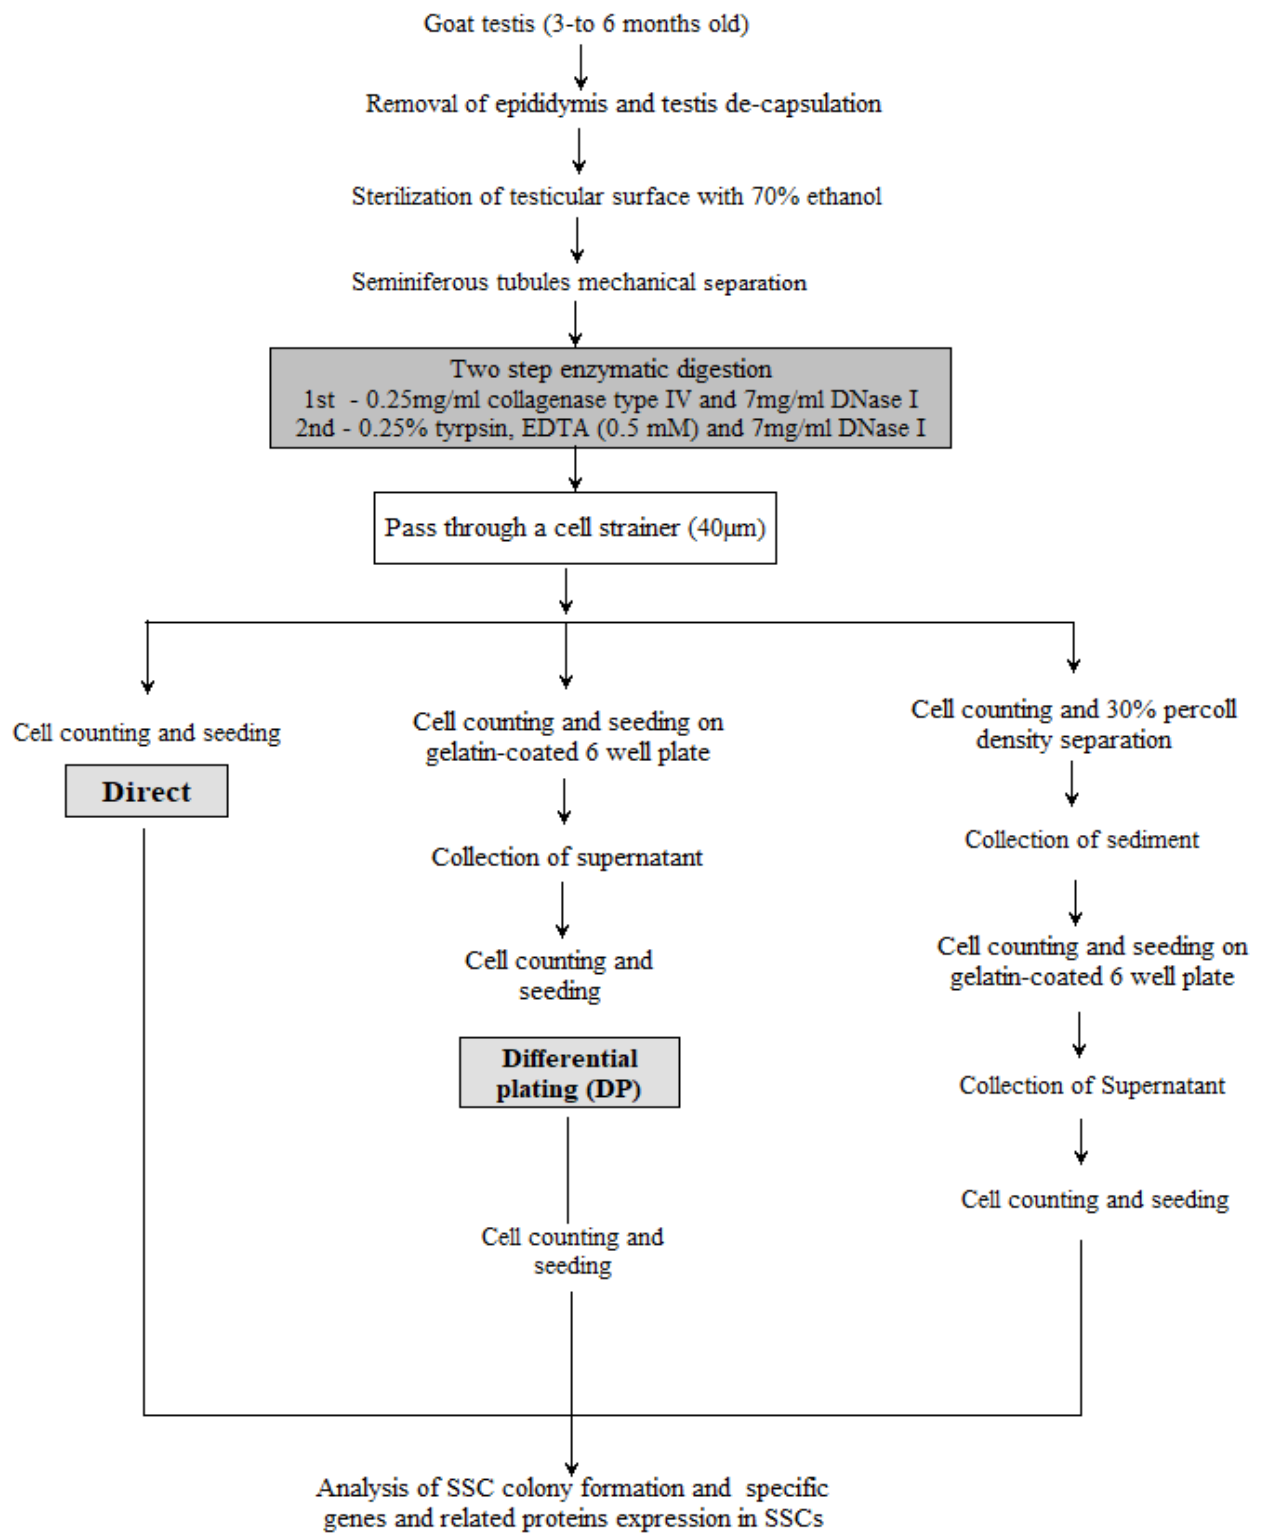 Goat testis (3-to 6 months old)
Removal of epididymis and testis de-capsulation
Sterilization of testicular surface with 70% ethanol
Seminiferous tubules mechanical separation
Two step enzymatic digestion
1st - 0.25mg/ml collagenase type IV and 7mg/ml DNase I
2nd - 0.25% tyrpsin, EDTA (0.5 mM) and 7mg/ml DNase I
Pass through a cell strainer (40μm)
Cell counting and seeding
Direct
Cell counting and seeding on
gelatin-coated 6 well plate
Collection of supernatant
Cell counting and
seeding
Differential
plating (DP)
Cell counting and
seeding
Cell counting and 30% percoll
density separation
Collection of sediment
Cell counting and seeding on
gelatin-coated 6 well plate
Collection of Supernatant
Cell counting and seeding
Analysis of SSC colony formation and specific
genes and related proteins expression in SSCs